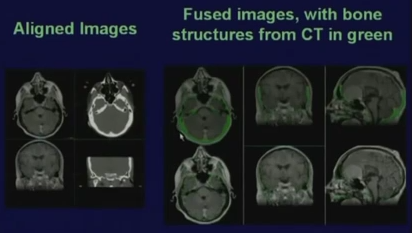 Aligned Images
Fused images, with bone
structures from CT in green